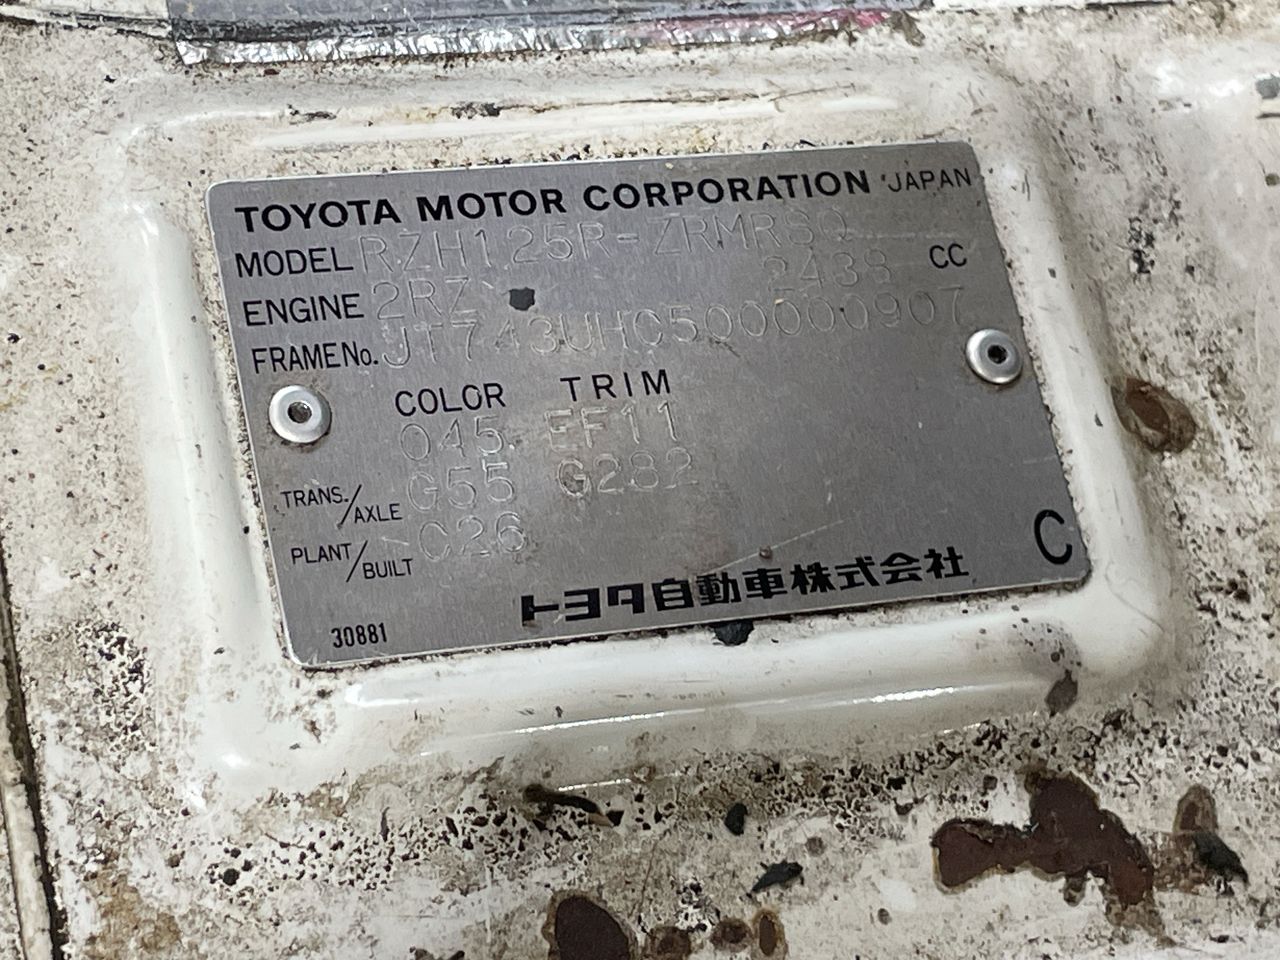 TOYOTA MOTOR CORPORATION JAPAN
MODEL RZH125R-ZRMRSQ
ENGINE 2RZ 2438 CC
FRAME No. JT743UHC500000907
COLOR TRIM
045 EF11
TRANS./AXLE G55 G282
PLANT/BUILT C26
トヨタ自動車株式会社
C
30881